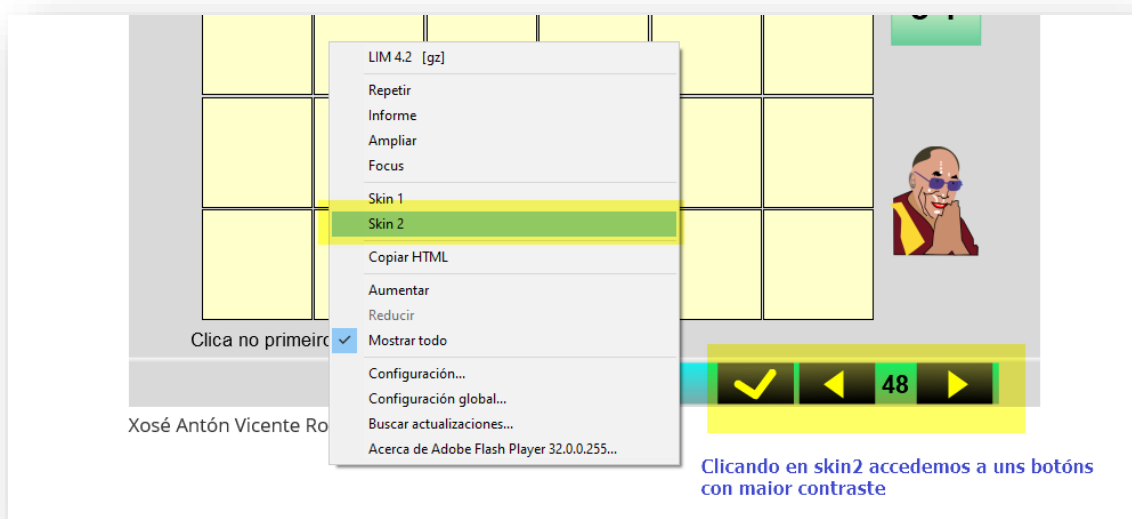 LIM 4.2 [gz]
Repetir
Informe
Ampliar
Focus
Skin 1
Skin 2
Copiar HTML
Aumentar
Reducir
Clica no primeiro
Mostrar todo
Configuración...
48
Configuración global...
Xosé Antón Vicente
Buscar actualizaciones...
Acerca de Adobe Flash Player 32.0.0.255...
Clicando en skin2 accedemos a uns botóns
con maior contraste